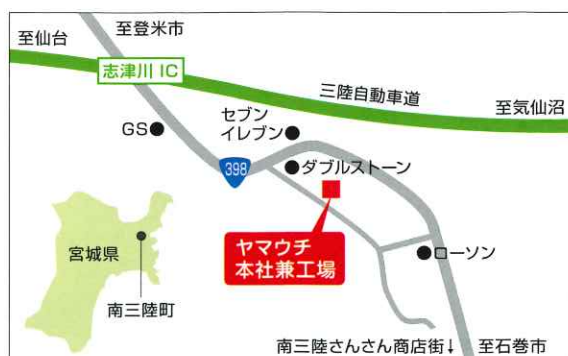 至仙台
至登米市
志津川 IC
三陸自動車道
至気仙沼
セブン
イレブン
GS
398
ダブルストーン
ヤマウチ
本社兼工場
宮城県
南三陸町
ローソン
南三陸さんさん商店街↓
至石巻市